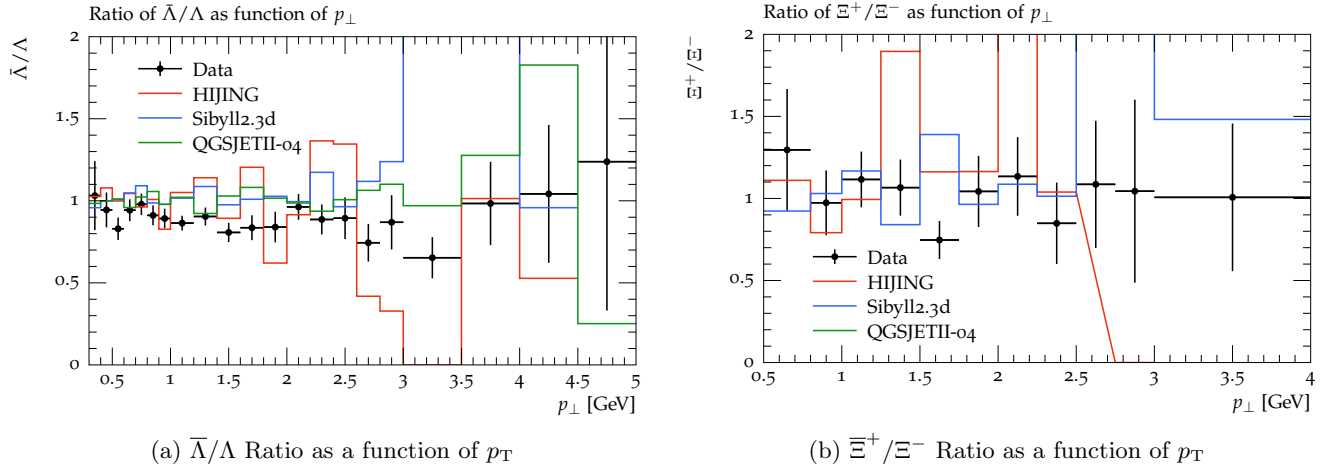 Ratio of Λ̄/Λ as function of p⊥
Λ̄/Λ
2
1.5
1
0.5
0
Data
HIJING
Sibyll2.3d
QGSJETII-04
0.5 1 1.5 2 2.5 3 3.5 4 4.5 5
p⊥ [GeV]
(a) Λ̄/Λ Ratio as a function of pT
Ratio of Ξ+/Ξ− as function of p⊥
Ξ+/Ξ−
2
1.5
1
0.5
0
Data
HIJING
Sibyll2.3d
QGSJETII-04
0.5 1 1.5 2 2.5 3 3.5 4
p⊥ [GeV]
(b) Ξ̄+/Ξ− Ratio as a function of pT